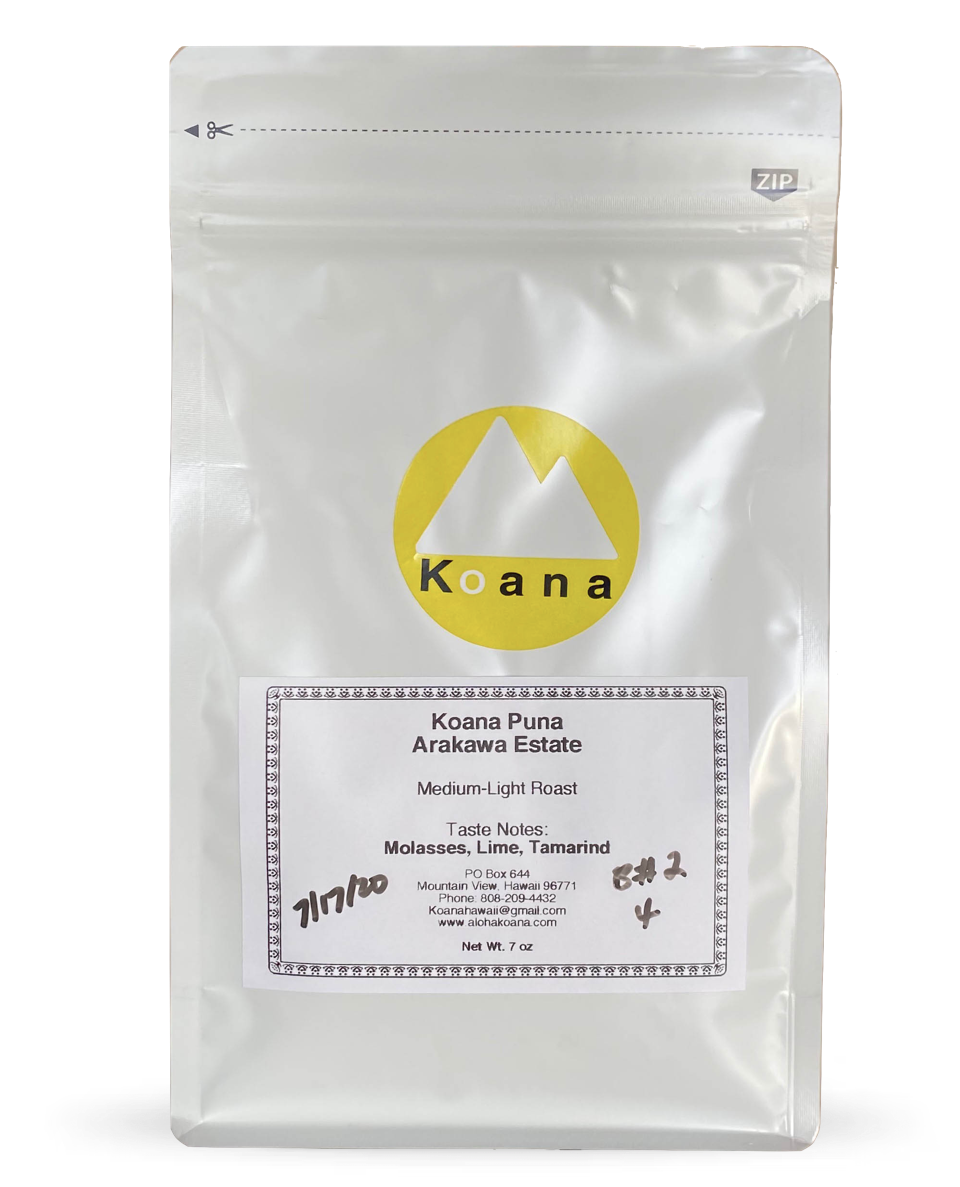 ZIP
Koana
Koana Puna
Arakawa Estate
Medium-Light Roast
Taste Notes:
Molasses, Lime, Tamarind
PO Box 644
Mountain View, Hawaii 96771
Phone: 808-209-4432
Koanahawaii@gmail.com
www.alohakoana.com
Net Wt. 7 oz
7/17/20
B#2
4